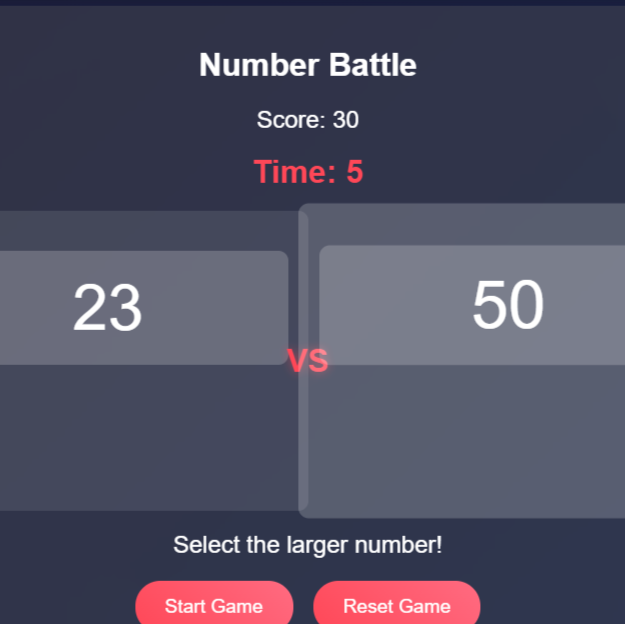 Number Battle
Score: 30
Time: 5
23
50
VS
Select the larger number!
Start Game
Reset Game